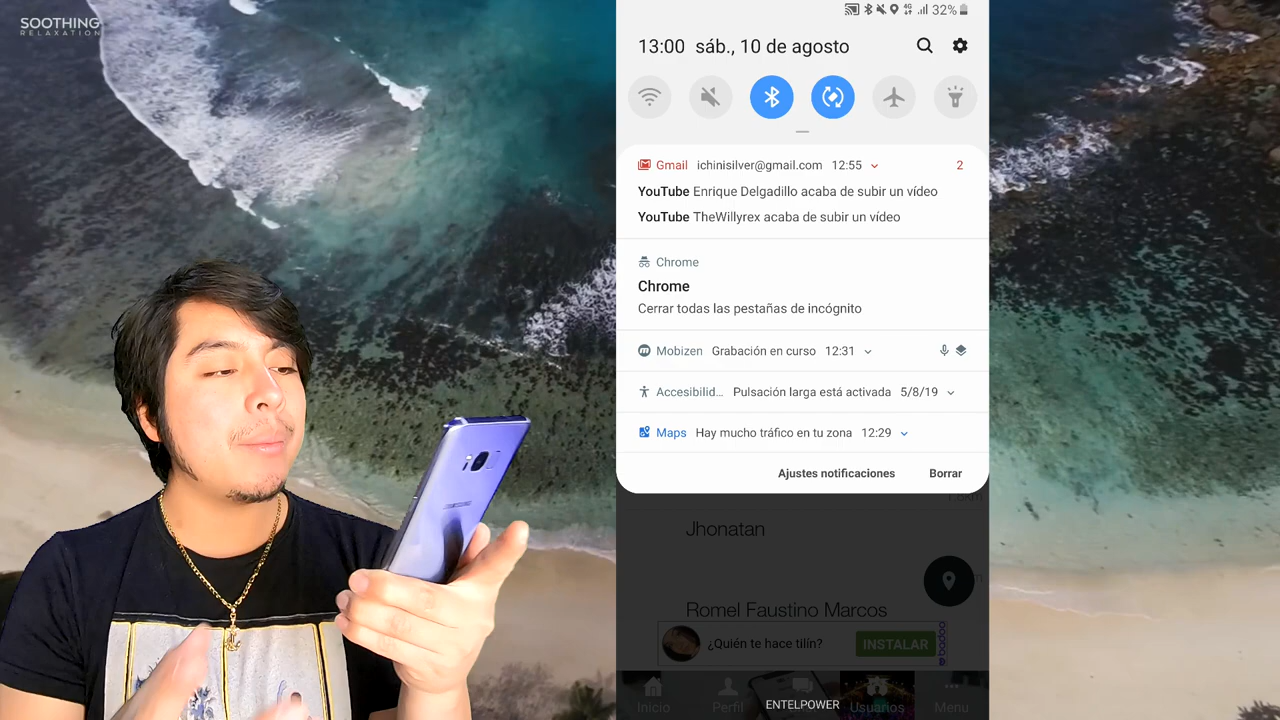 SOOTHING
RELAXATION
4G 32%
13:00 sáb., 10 de agosto
Gmail ichinisilver@gmail.com 12:55 2
YouTube Enrique Delgadillo acaba de subir un vídeo
YouTube TheWillyrex acaba de subir un vídeo
Chrome
Chrome
Cerrar todas las pestañas de incógnito
Mobizen Grabación en curso 12:31
Accesibilid... Pulsación larga está activada 5/8/19
Maps Hay mucho tráfico en tu zona 12:29
Ajustes notificaciones Borrar
Jhonatan
Romel Faustino Marcos
¿Quién te hace tilín?
INSTALAR
badoo
Inicio Perfil ENTELPOWER Usuarios Menu
SAMSUNG